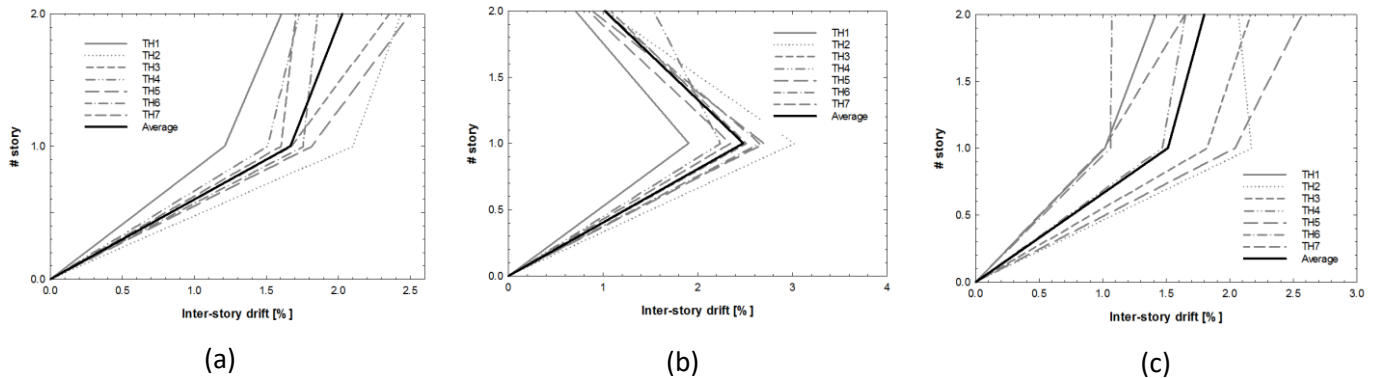 2.0
1.5
1.0
0.5
0.0
# story
TH1
TH2
TH3
TH4
TH5
TH6
TH7
Average
0.0 0.5 1.0 1.5 2.0 2.5
Inter-story drift [% ]
(a)
2.0
1.5
1.0
0.5
0.0
# story
TH1
TH2
TH3
TH4
TH5
TH6
TH7
Average
0 1 2 3 4
Inter-story drift [% ]
(b)
2.0
1.5
1.0
0.5
0.0
# story
TH1
TH2
TH3
TH4
TH5
TH6
TH7
Average
0.0 0.5 1.0 1.5 2.0 2.5 3.0
Inter-story drift [% ]
(c)